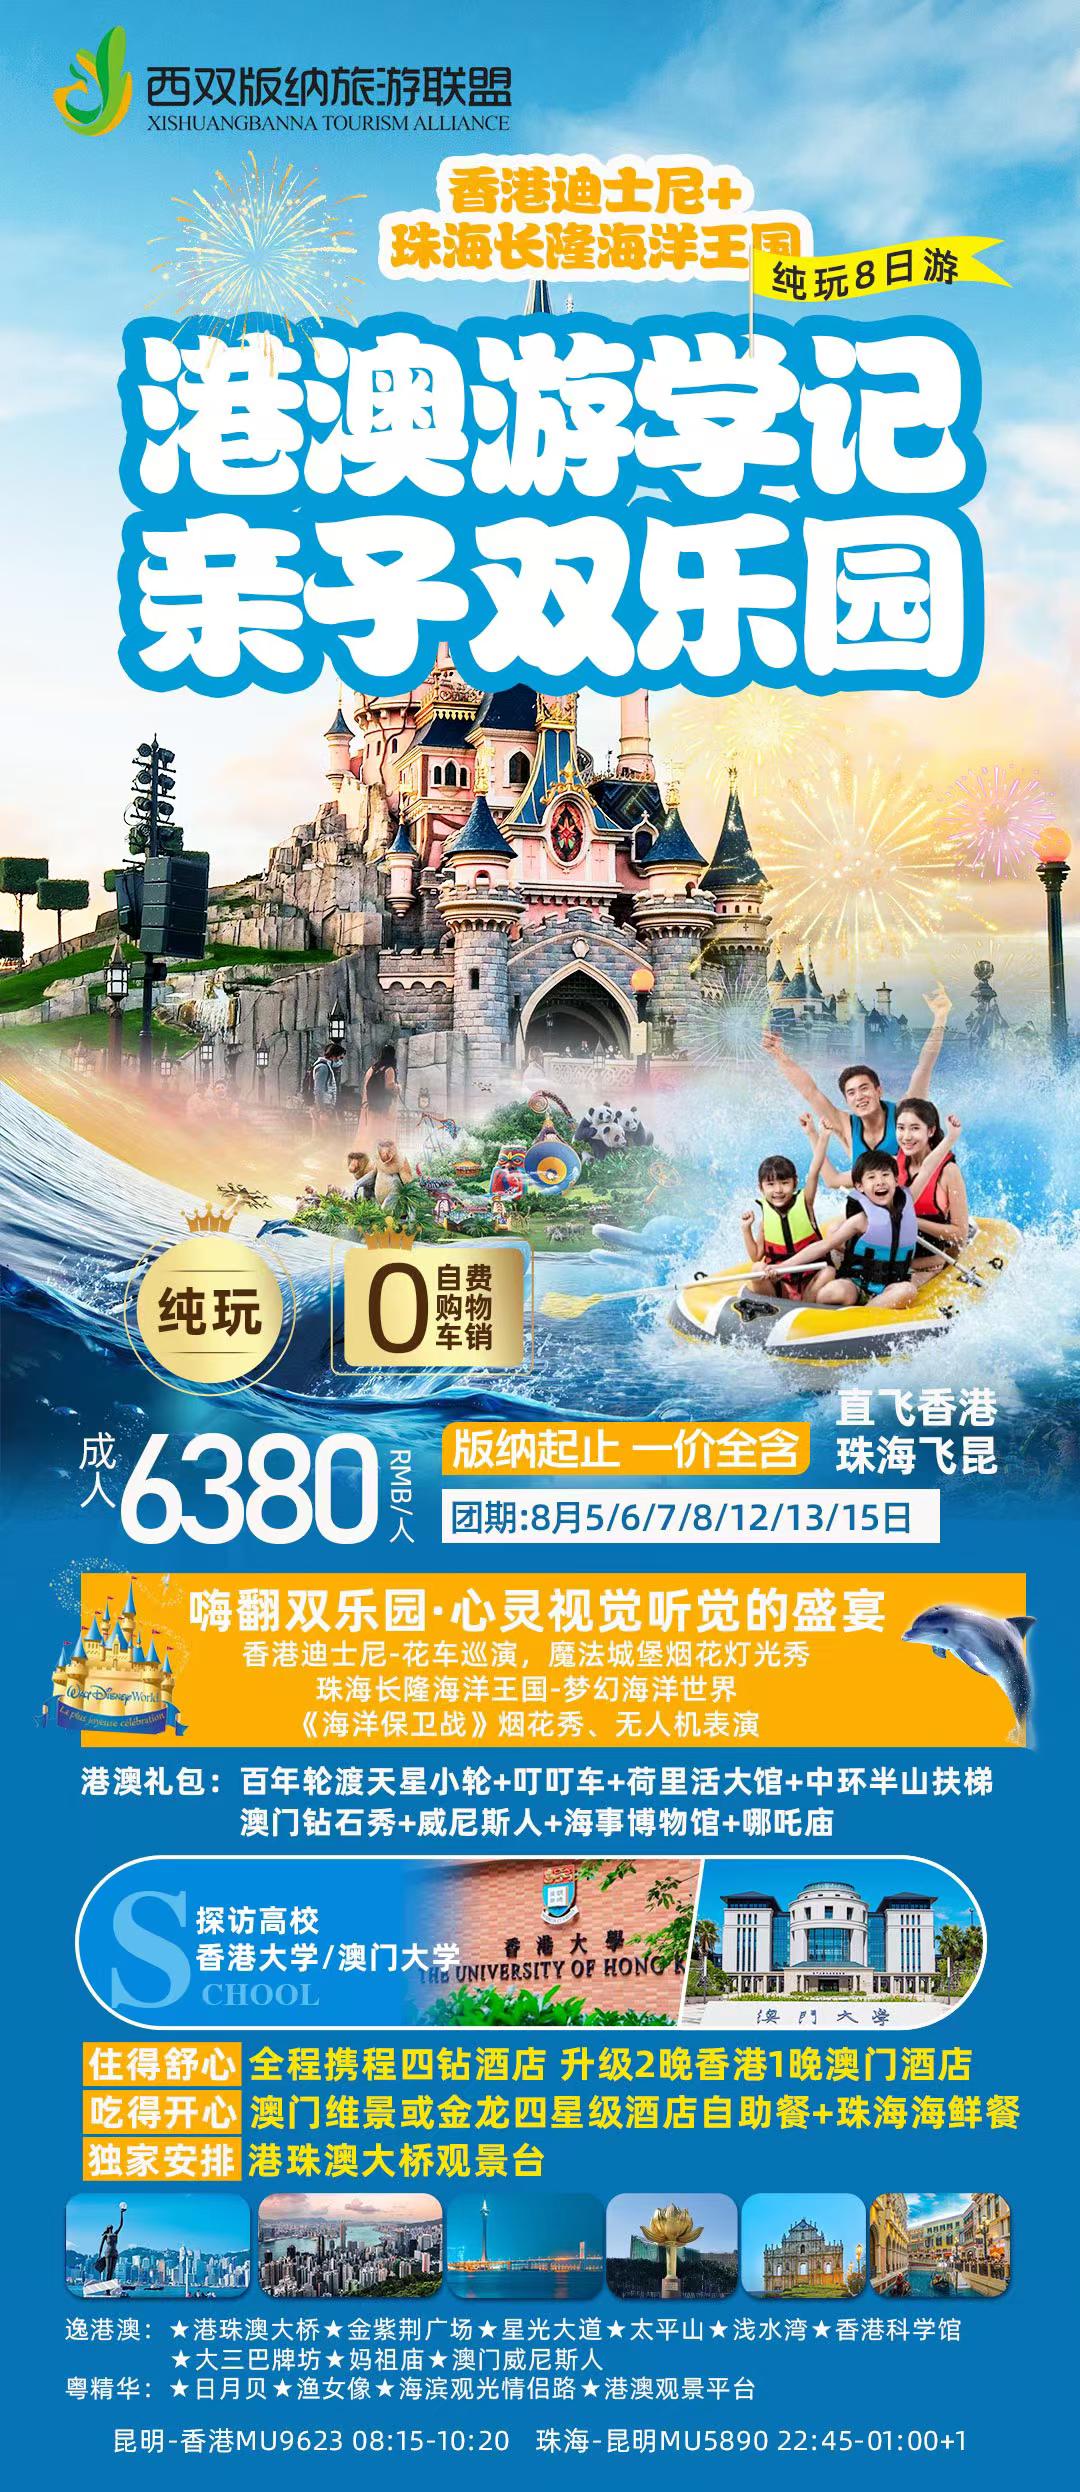 西双版纳旅游联盟
XISHUANGBANNA TOURISM ALLIANCE
香港迪士尼+
珠海长隆海洋王国
纯玩8日游
港澳游学记
亲子双乐园
纯玩
0 自费
购物
车销
成人 6380 RMB/人
版纳起止 一价全含
直飞香港
珠海飞昆
团期:8月5/6/7/8/12/13/15日
嗨翻双乐园·心灵视觉听觉的盛宴
香港迪士尼-花车巡演，魔法城堡烟花灯光秀
珠海长隆海洋王国-梦幻海洋世界
《海洋保卫战》烟花秀、无人机表演
WALT DISNEY World
La plus joyeuse célébration
港澳礼包：百年轮渡天星小轮+叮叮车+荷里活大馆+中环半山扶梯
澳门钻石秀+威尼斯人+海事博物馆+哪吒庙
探访高校
香港大学/澳门大学
SCHOOL
香港大學
THE UNIVERSITY OF HONG K
澳門大學
住得舒心 全程携程四钻酒店 升级2晚香港1晚澳门酒店
吃得开心 澳门维景或金龙四星级酒店自助餐+珠海海鲜餐
独家安排 港珠澳大桥观景台
逸港澳：★港珠澳大桥★金紫荆广场★星光大道★太平山★浅水湾★香港科学馆
★大三巴牌坊★妈祖庙★澳门威尼斯人
粤精华：★日月贝★渔女像★海滨观光情侣路★港澳观景平台
昆明-香港MU9623 08:15-10:20 珠海-昆明MU5890 22:45-01:00+1